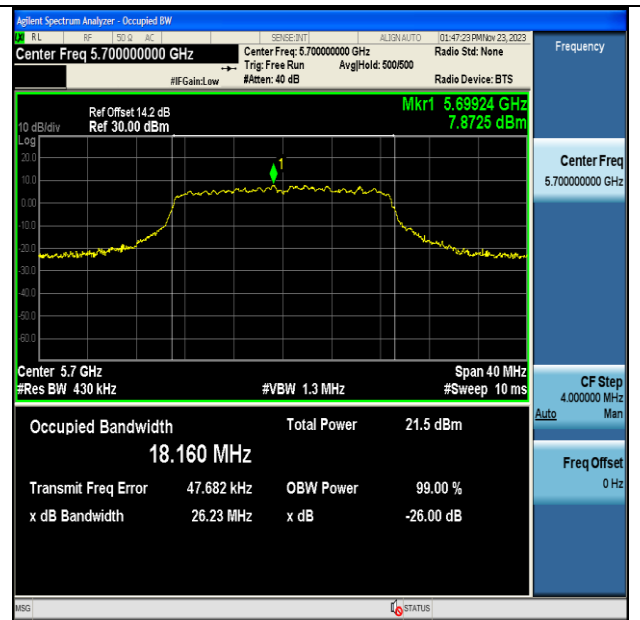 Agilent Spectrum Analyzer - Occupied BW
RL RF 50 Ω AC SENSE:INT ALIGN AUTO 01:47:23 PM Nov 23, 2023
Center Freq 5.700000000 GHz
Center Freq: 5.700000000 GHz
Radio Std: None
Trig: Free Run Avg|Hold: 500/500
#IFGain:Low
#Atten: 40 dB
Radio Device: BTS
Frequency
Ref Offset 14.2 dB
10 dB/div Ref 30.00 dBm
Mkr1 5.69924 GHz
7.8725 dBm
Log
20.0
10.0
0.00
-10.0
-20.0
-30.0
-40.0
-50.0
-60.0
1
Center 5.7 GHz
Span 40 MHz
#Res BW 430 kHz
#VBW 1.3 MHz
#Sweep 10 ms
Occupied Bandwidth
18.160 MHz
Total Power 21.5 dBm
Transmit Freq Error 47.682 kHz
OBW Power 99.00 %
x dB Bandwidth 26.23 MHz
x dB -26.00 dB
Center Freq
5.700000000 GHz
CF Step
4.000000 MHz
Auto Man
Freq Offset
0 Hz
MSG
STATUS